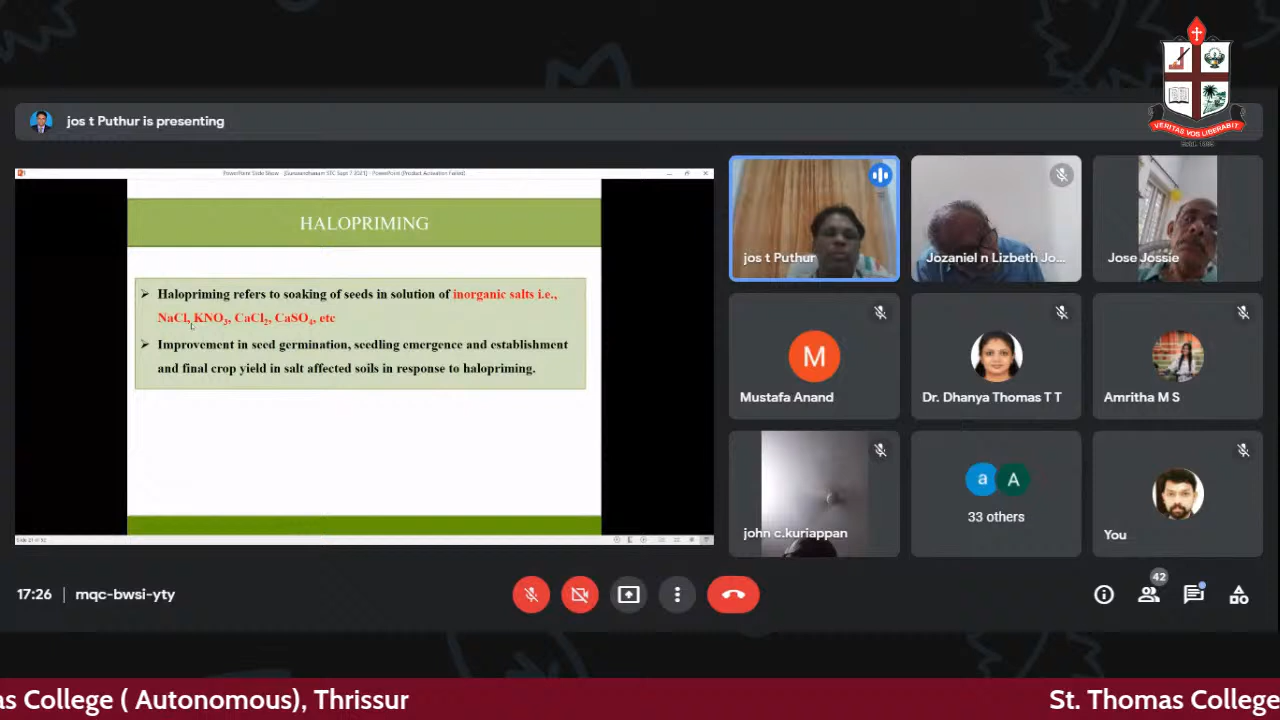 VERITAS VOS LIBERABIT
jos t Puthur is presenting
HALOPRIMING
➢ Halopriming refers to soaking of seeds in solution of inorganic salts i.e.,
NaCl, KNO3, CaCl2, CaSO4, etc
➢ Improvement in seed germination, seedling emergence and establishment
and final crop yield in salt affected soils in response to halopriming.
jos t Puthur
Jozaniel n Lizbeth Jo...
Jose Jossie
M
Mustafa Anand
Dr. Dhanya Thomas T T
Amritha M S
john c.kuriappan
a A
33 others
You
17:26 | mqc-bwsi-yty
42
as College ( Autonomous), Thrissur
St. Thomas College